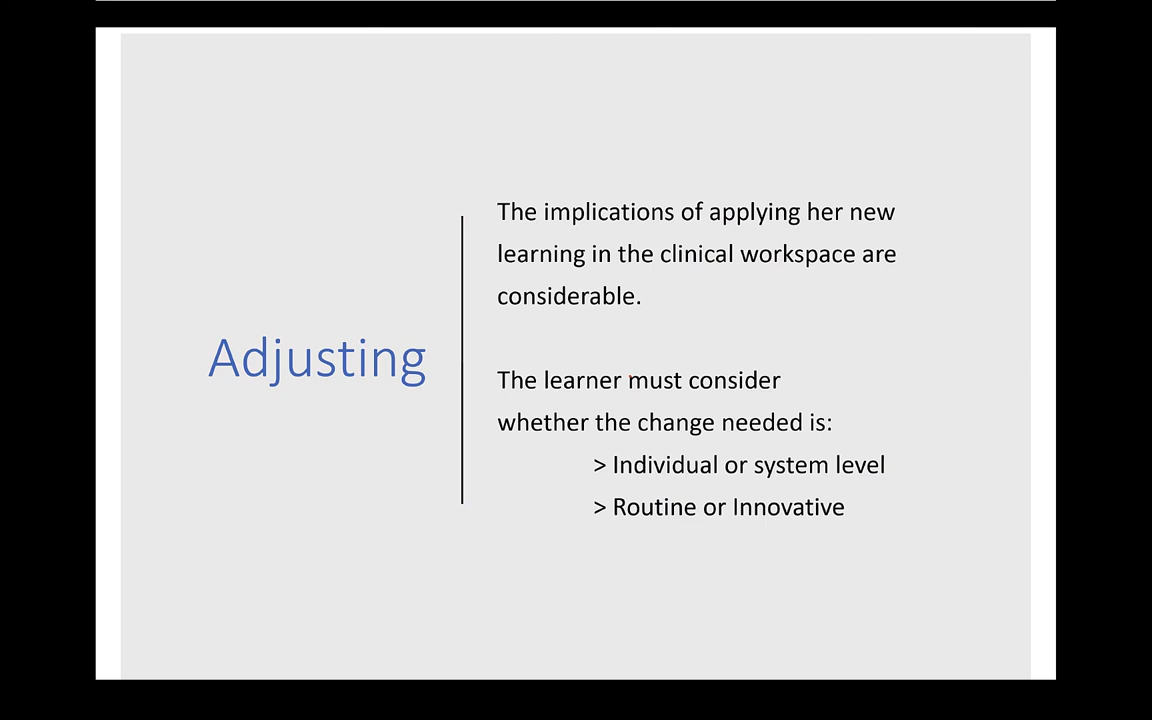 Adjusting
The implications of applying her new
learning in the clinical workspace are
considerable.
The learner must consider
whether the change needed is:
> Individual or system level
> Routine or Innovative